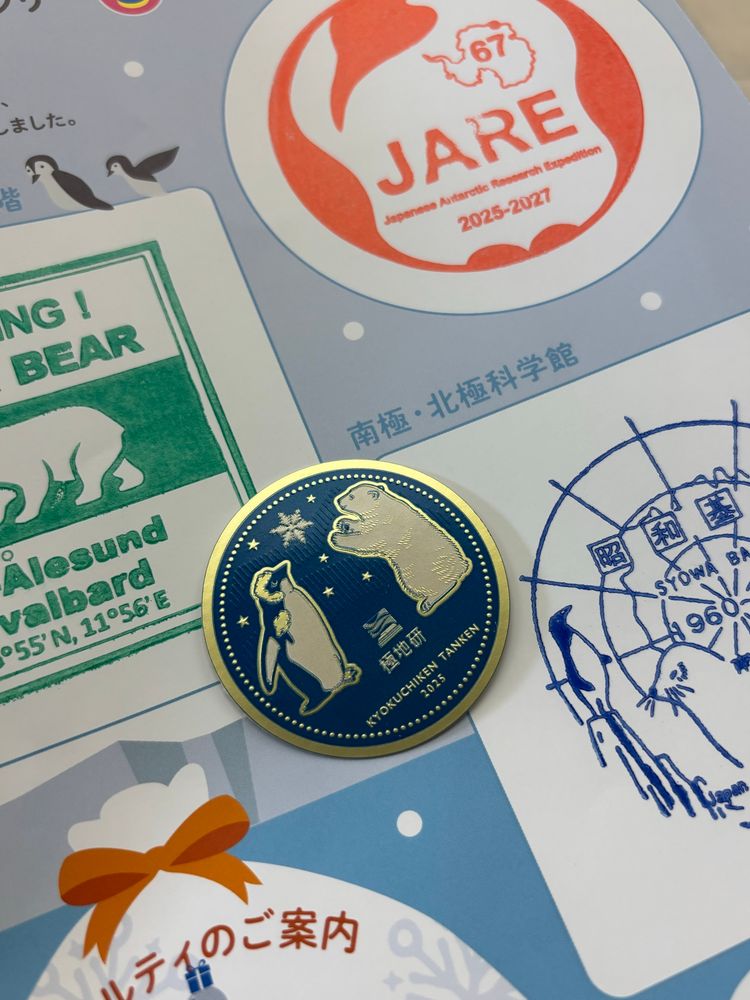 しました。
階
67
JARE
Japanese Antarctic Research Expedition
2025-2027
NG!
BEAR
Ålesund
valbard
55'N, 11°56'E
南極・北極科学館
極地研
KYOKUCHIKEN TANKEN
2025
昭和基
SYOWA BA
1960
Japan
ルティのご案内